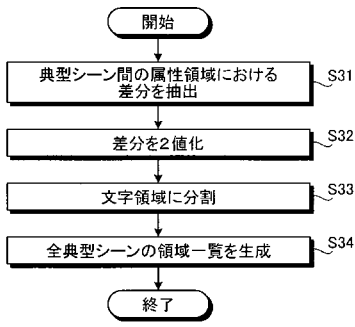 開始
典型シーン間の属性領域における
差分を抽出
S31
差分を2値化
S32
文字領域に分割
S33
全典型シーンの領域一覧を生成
S34
終了